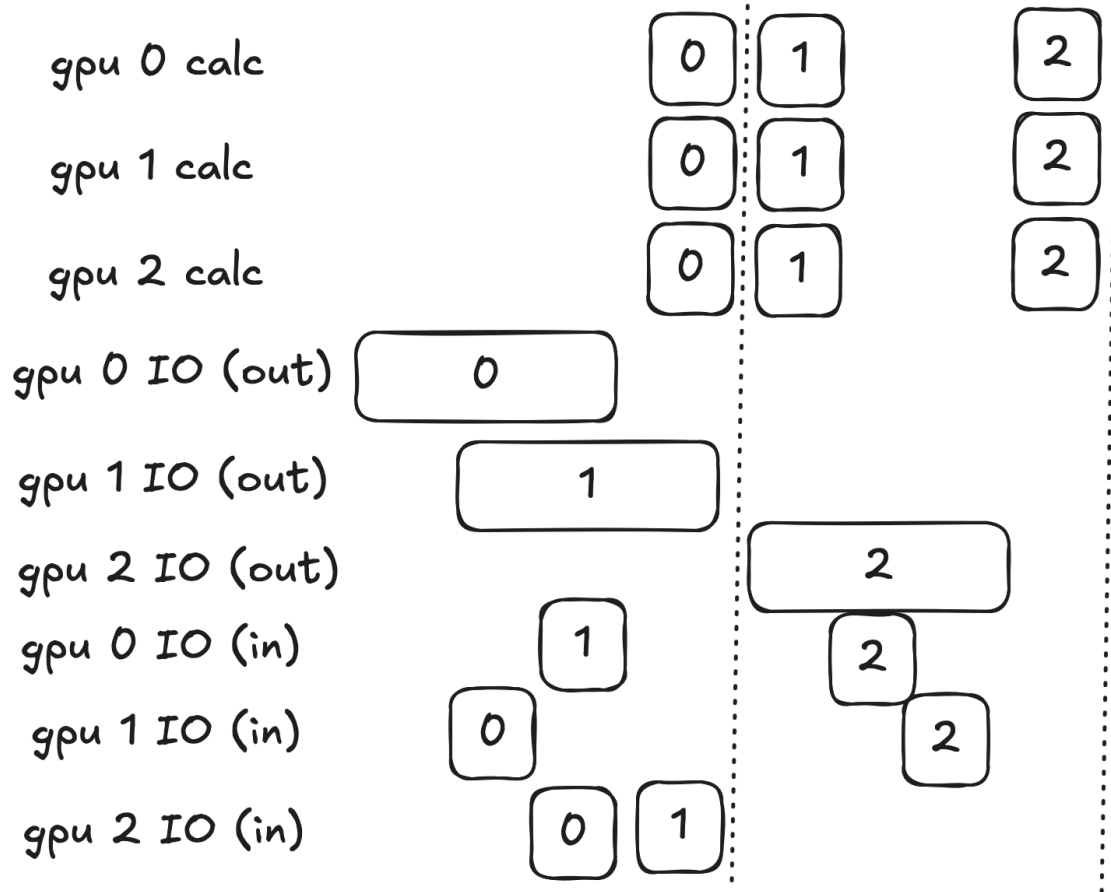 gpu 0 calc 0 1 2
gpu 1 calc 0 1 2
gpu 2 calc 0 1 2
gpu 0 IO (out) 0
gpu 1 IO (out) 1
gpu 2 IO (out) 2
gpu 0 IO (in) 1 2
gpu 1 IO (in) 0 2
gpu 2 IO (in) 0 1